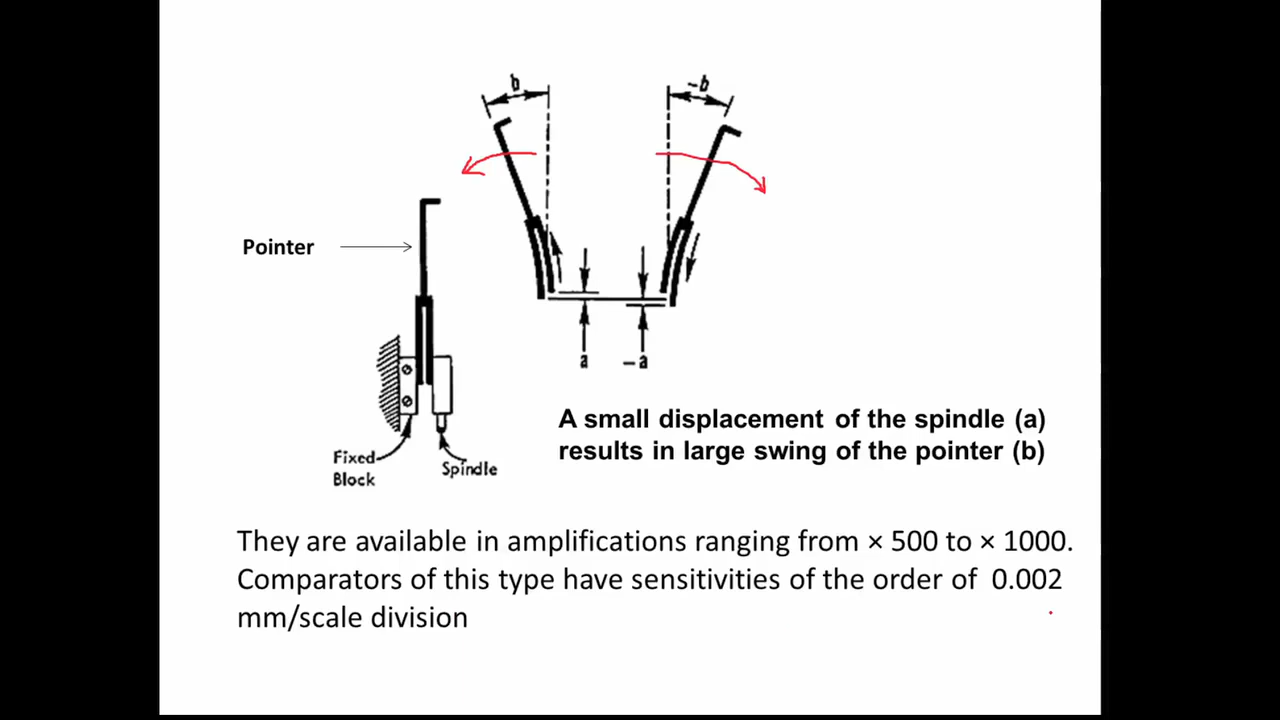 b
-b
Pointer
a
-a
A small displacement of the spindle (a)
results in large swing of the pointer (b)
Fixed
Block
Spindle
They are available in amplifications ranging from × 500 to × 1000.
Comparators of this type have sensitivities of the order of 0.002
mm/scale division